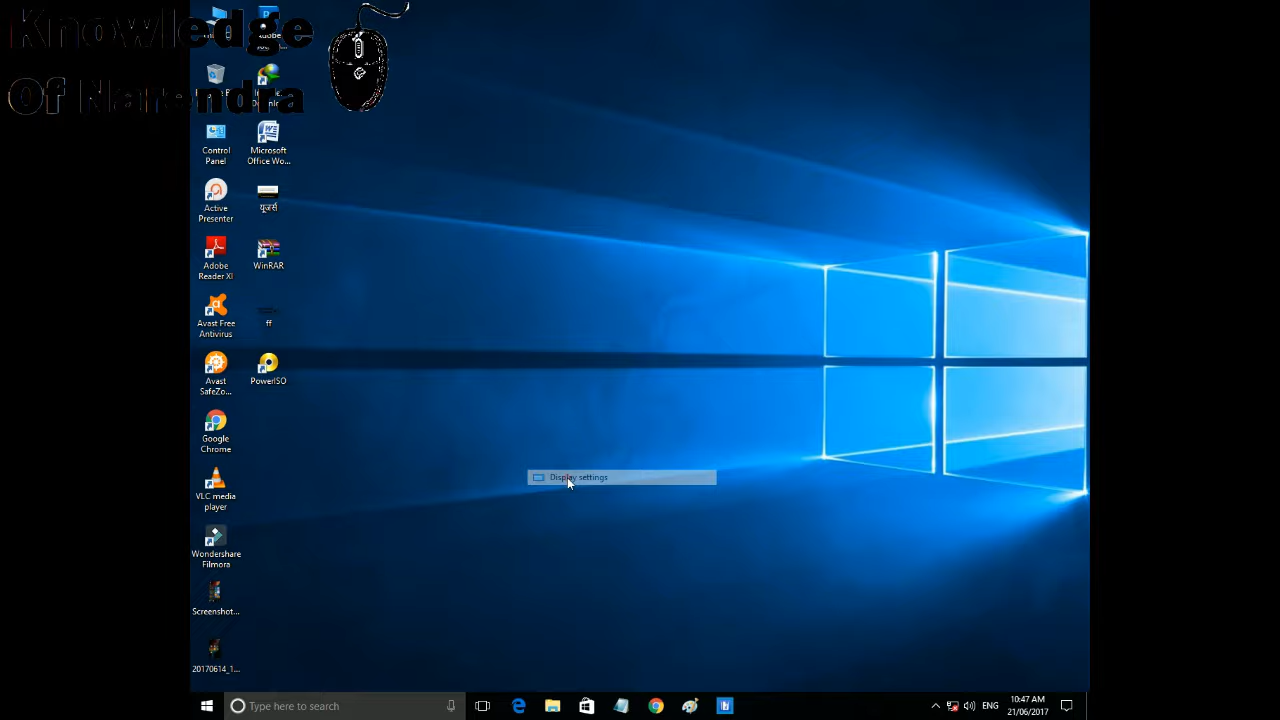 Knowledge
Of Narendra
Adobe
Control
Panel
Microsoft
Office Wo...
Active
Presenter
यूजर्स
Adobe
Reader XI
WinRAR
Avast Free
Antivirus
ff
Avast
SafeZo...
PowerISO
Google
Chrome
Display settings
VLC media
player
Wondershare
Filmora
Screenshot...
20170614_1...
Type here to search
ENG
10:47 AM
21/06/2017